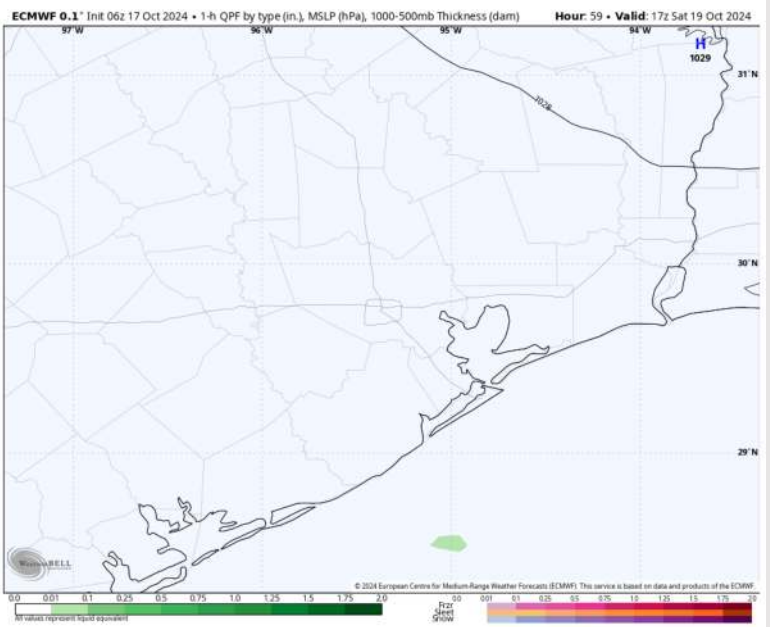 ECMWF 0.1° Init 06z 17 Oct 2024 • 1-h QPF by type (in.), MSLP (hPa), 1000-500mb Thickness (dam) Hour: 59 • Valid: 17z Sat 19 Oct 2024
97°W 96°W 95°W 94°W
H
1029
31°N
1028
30°N
29°N
WeatherBELL
© 2024 European Centre for Medium-Range Weather Forecasts (ECMWF). This service is based on data and products of the ECMWF.
0.0 0.01 0.1 0.25 0.5 0.75 1.0 1.25 1.5 1.75 2.0
0.0 0.01 0.1 0.25 0.5 0.75 1.0 1.25 1.5 1.75 2.0
Frzr
Sleet
Snow
All values represent liquid equivalent